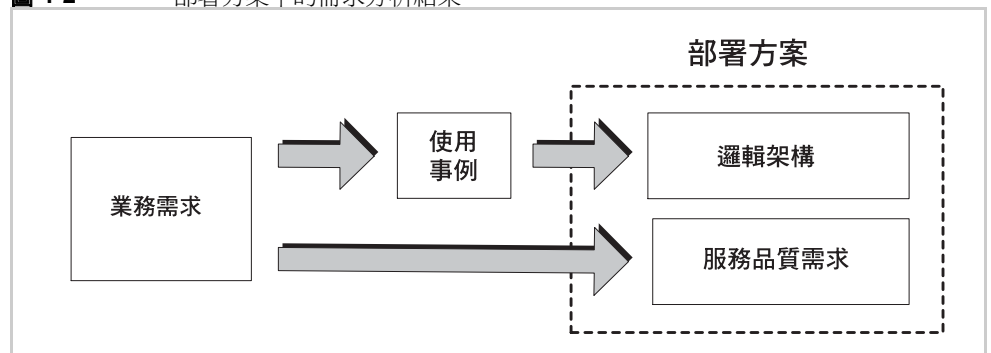 部署方案
使用
事例
邏輯架構
業務需求
服務品質需求